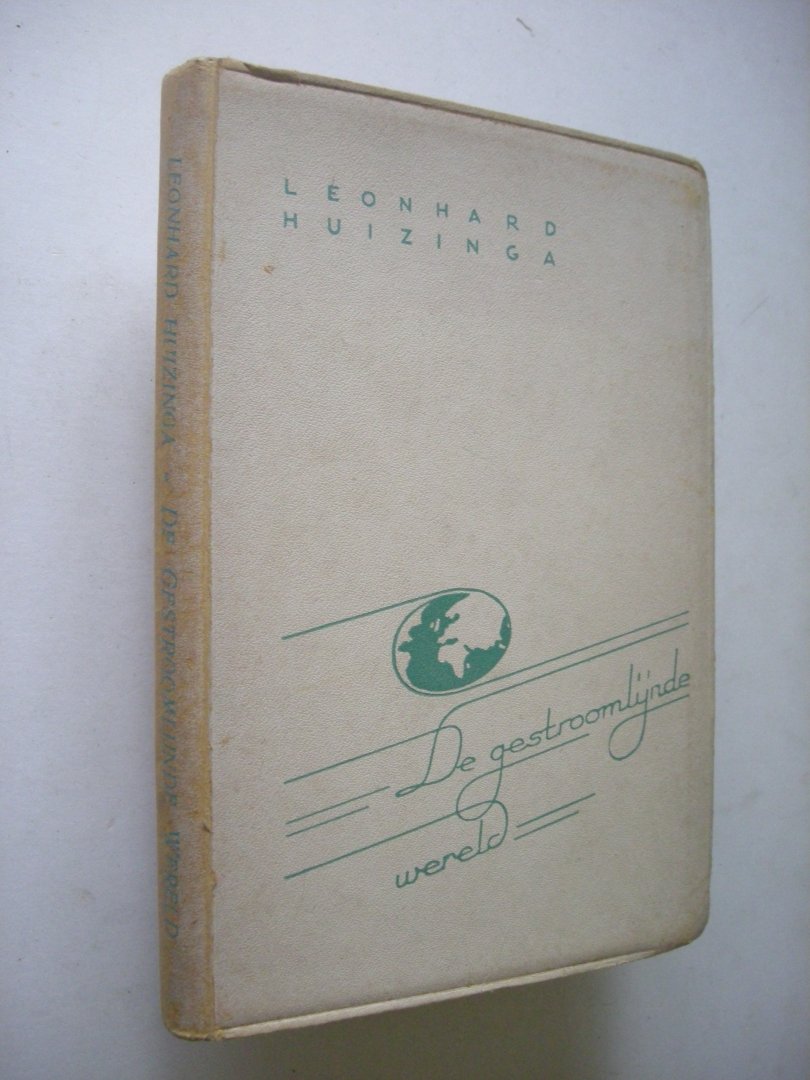 LEONHARD
HUIZINGA
De gestroomlijnde
wereld
LEONHARD HUIZINGA - DE GESTROOMLIJNDE WERELD